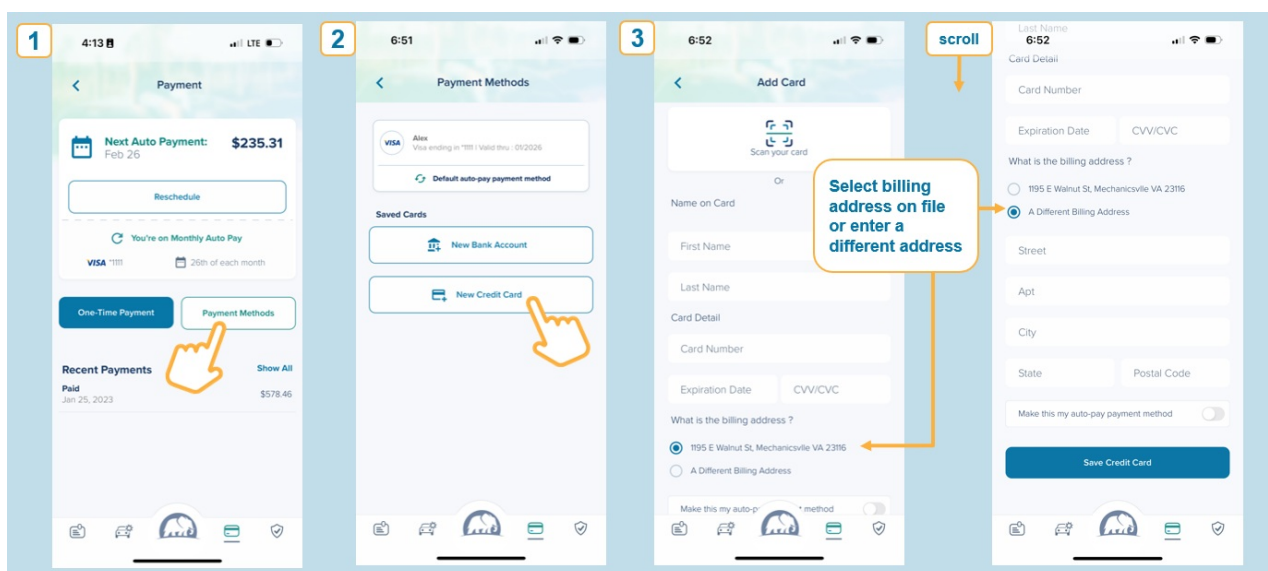 1
4:13
LTE
Payment
Next Auto Payment: $235.31
Feb 26
Reschedule
You're on Monthly Auto Pay
VISA *1111 26th of each month
One-Time Payment Payment Methods
Recent Payments Show All
Paid
Jan 25, 2023 $578.46
2
6:51
Payment Methods
VISA
Alex
Visa ending in *1111 | Valid thru : 01/2026
Default auto-pay payment method
Saved Cards
New Bank Account
New Credit Card
3
6:52
Add Card
Scan your card
Or
Name on Card
First Name
Last Name
Card Detail
Card Number
Expiration Date CVV/CVC
What is the billing address ?
1195 E Walnut St, Mechanicsvlle VA 23116
A Different Billing Address
Make this my auto-p t method
Select billing
address on file
or enter a
different address
scroll
Last Name
6:52
Card Detail
Card Number
Expiration Date CVV/CVC
What is the billing address ?
1195 E Walnut St, Mechanicsvlle VA 23116
A Different Billing Address
Street
Apt
City
State Postal Code
Make this my auto-pay payment method
Save Credit Card